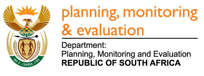 planning, monitoring
& evaluation
Department:
Planning, Monitoring and Evaluation
REPUBLIC OF SOUTH AFRICA